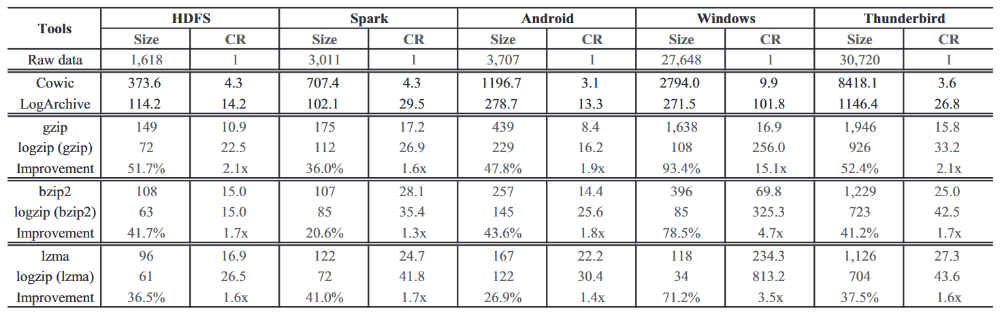 Tools HDFS Spark Android Windows Thunderbird
Size CR Size CR Size CR Size CR Size CR
Raw data 1,618 1 3,011 1 3,707 1 27,648 1 30,720 1
Cowic 373.6 4.3 707.4 4.3 1196.7 3.1 2794.0 9.9 8418.1 3.6
LogArchive 114.2 14.2 102.1 29.5 278.7 13.3 271.5 101.8 1146.4 26.8
gzip 149 10.9 175 17.2 439 8.4 1,638 16.9 1,946 15.8
logzip (gzip) 72 22.5 112 26.9 229 16.2 108 256.0 926 33.2
Improvement 51.7% 2.1x 36.0% 1.6x 47.8% 1.9x 93.4% 15.1x 52.4% 2.1x
bzip2 108 15.0 107 28.1 257 14.4 396 69.8 1,229 25.0
logzip (bzip2) 63 15.0 85 35.4 145 25.6 85 325.3 723 42.5
Improvement 41.7% 1.7x 20.6% 1.3x 43.6% 1.8x 78.5% 4.7x 41.2% 1.7x
lzma 96 16.9 122 24.7 167 22.2 118 234.3 1,126 27.3
logzip (lzma) 61 26.5 72 41.8 122 30.4 34 813.2 704 43.6
Improvement 36.5% 1.6x 41.0% 1.7x 26.9% 1.4x 71.2% 3.5x 37.5% 1.6x